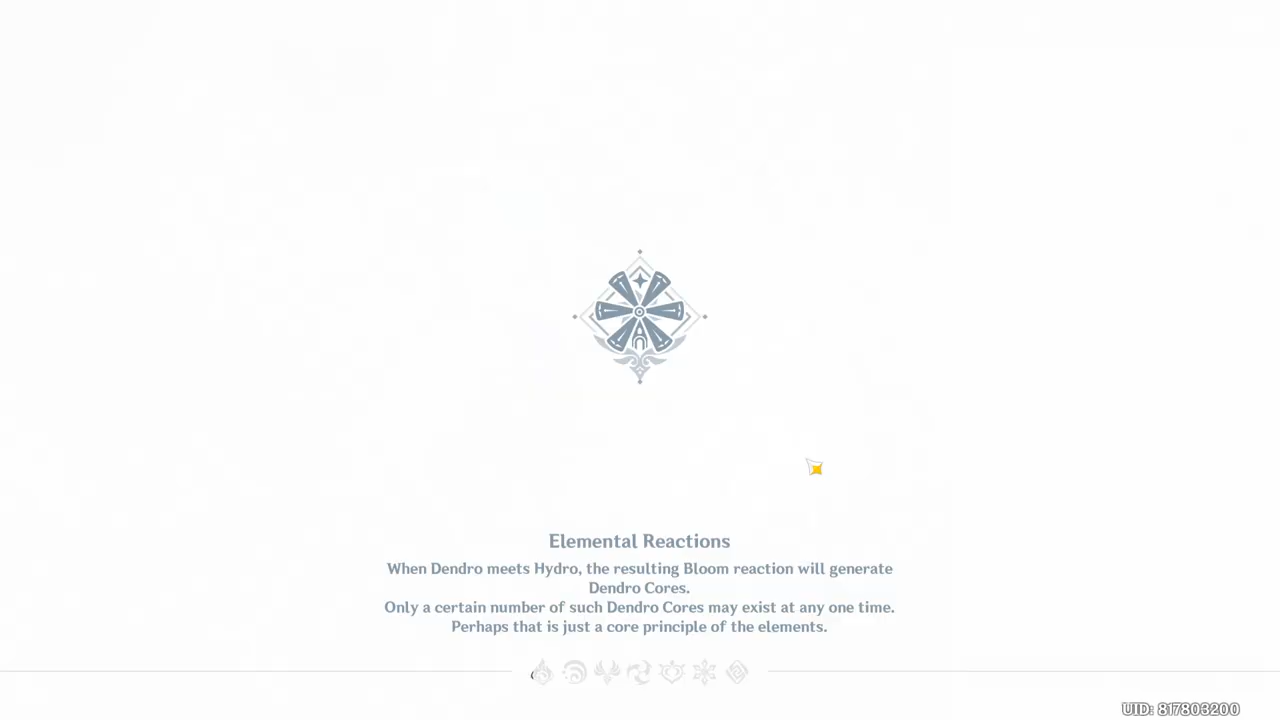 Elemental Reactions
When Dendro meets Hydro, the resulting Bloom reaction will generate
Dendro Cores.
Only a certain number of such Dendro Cores may exist at any one time.
Perhaps that is just a core principle of the elements.
UID: 817803200